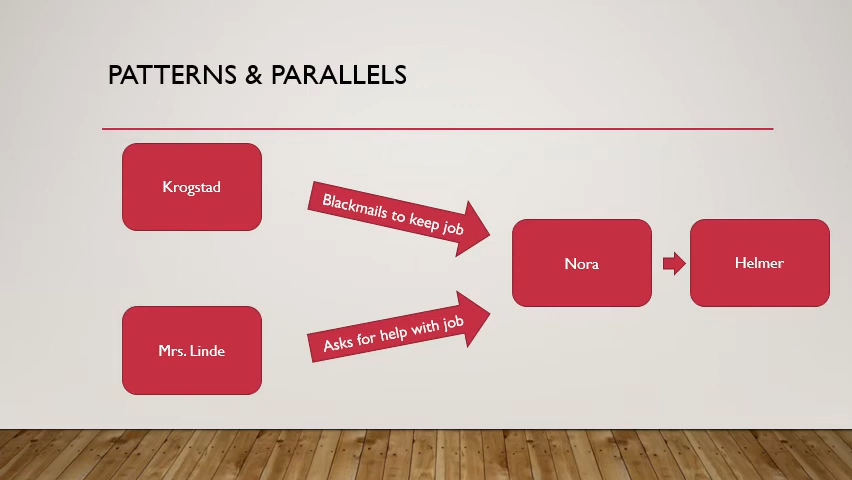 PATTERNS & PARALLELS
Krogstad
Blackmails to keep job
Nora
Helmer
Mrs. Linde
Asks for help with job